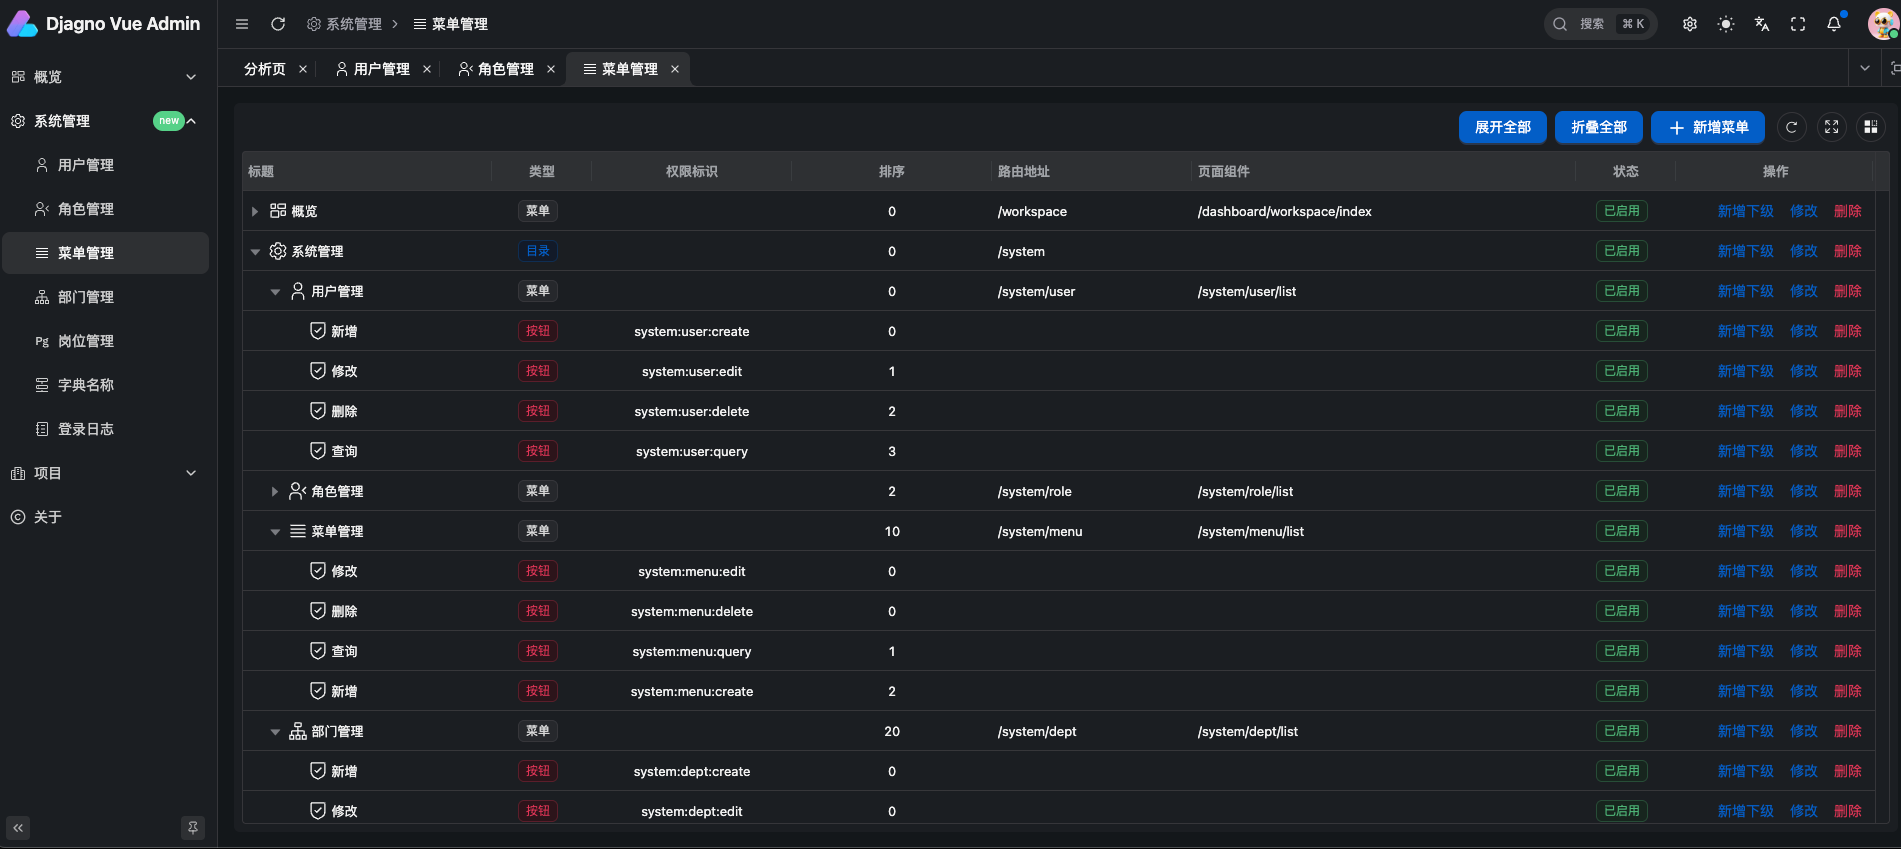 Djagno Vue Admin
系统管理 > 菜单管理
搜索 ⌘ K
分析页 × 用户管理 × 角色管理 × 菜单管理 ×
概览
系统管理 new
用户管理
角色管理
菜单管理
部门管理
Pg 岗位管理
字典名称
登录日志
项目
关于
展开全部 折叠全部 + 新增菜单
标题 类型 权限标识 排序 路由地址 页面组件 状态 操作
概览 菜单 0 /workspace /dashboard/workspace/index 已启用 新增下级 修改 删除
系统管理 目录 0 /system 已启用 新增下级 修改 删除
用户管理 菜单 0 /system/user /system/user/list 已启用 新增下级 修改 删除
新增 按钮 system:user:create 0 已启用 新增下级 修改 删除
修改 按钮 system:user:edit 1 已启用 新增下级 修改 删除
删除 按钮 system:user:delete 2 已启用 新增下级 修改 删除
查询 按钮 system:user:query 3 已启用 新增下级 修改 删除
角色管理 菜单 2 /system/role /system/role/list 已启用 新增下级 修改 删除
菜单管理 菜单 10 /system/menu /system/menu/list 已启用 新增下级 修改 删除
修改 按钮 system:menu:edit 0 已启用 新增下级 修改 删除
删除 按钮 system:menu:delete 0 已启用 新增下级 修改 删除
查询 按钮 system:menu:query 1 已启用 新增下级 修改 删除
新增 按钮 system:menu:create 2 已启用 新增下级 修改 删除
部门管理 菜单 20 /system/dept /system/dept/list 已启用 新增下级 修改 删除
新增 按钮 system:dept:create 0 已启用 新增下级 修改 删除
修改 按钮 system:dept:edit 0 已启用 新增下级 修改 删除